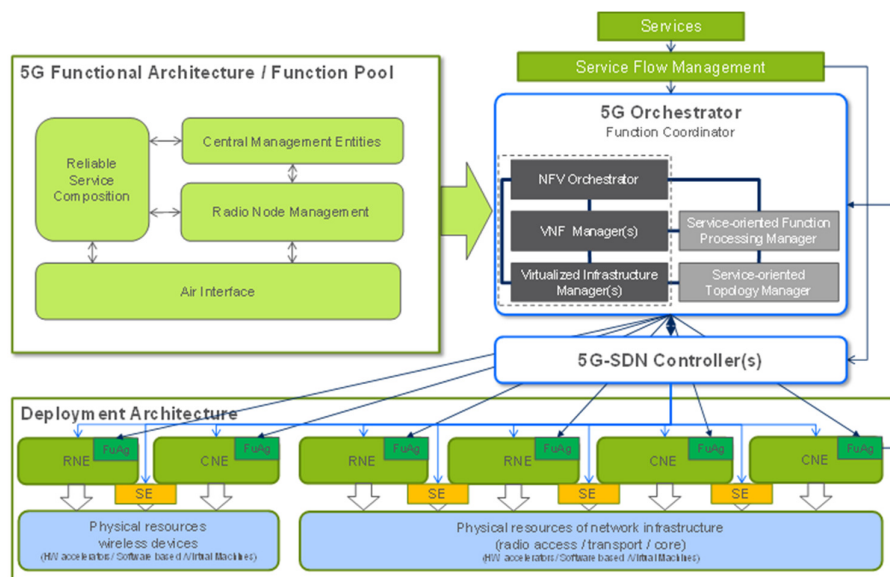 Services
Service Flow Management
5G Functional Architecture / Function Pool
Reliable
Service
Composition
Central Management Entities
Radio Node Management
Air Interface
5G Orchestrator
Function Coordinator
NFV Orchestrator
VNF Manager(s)
Service-oriented Function
Processing Manager
Virtualized Infrastructure
Manager(s)
Service-oriented
Topology Manager
5G-SDN Controller(s)
Deployment Architecture
RNE
FuAg
CNE
FuAg
RNE
FuAg
RNE
FuAg
CNE
FuAg
CNE
FuAg
SE
SE
SE
SE
Physical resources
wireless devices
(HW accelerators / Software based / Virtual Machines)
Physical resources of network infrastructure
(radio access / transport / core)
(HW accelerators / Software based / Virtual Machines)